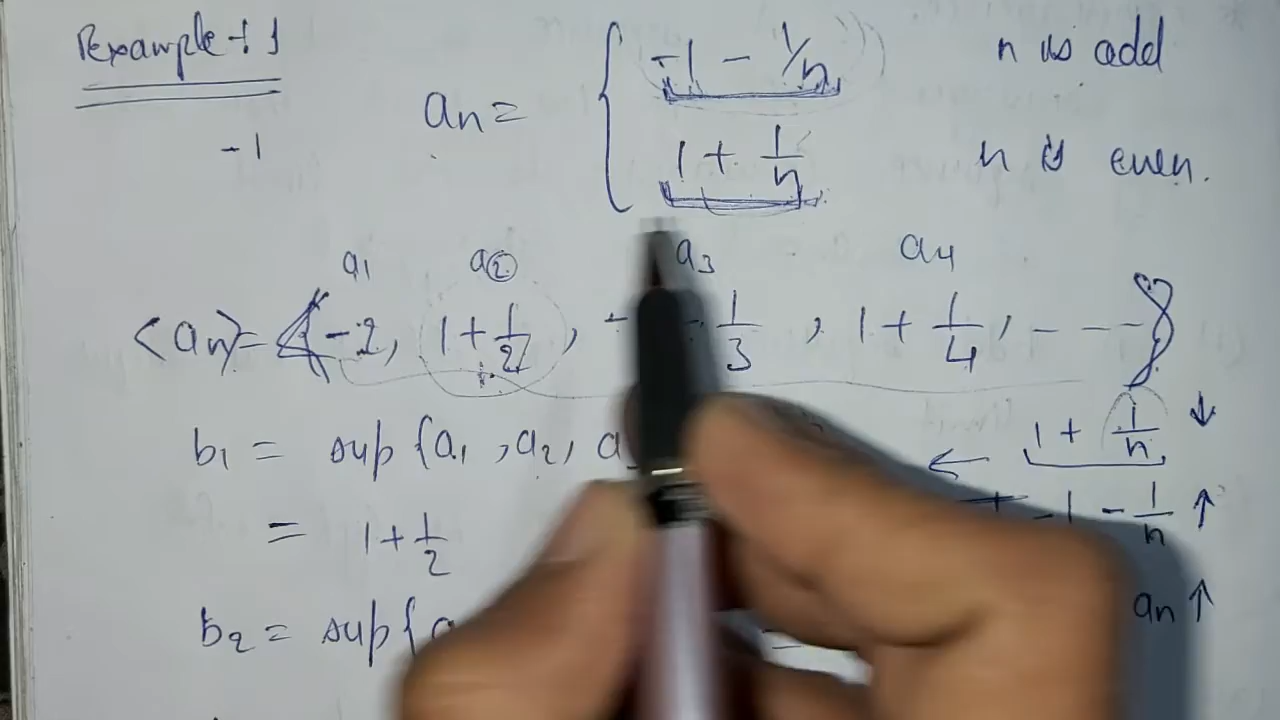 Example :- 1
-1
an = { -1 - 1/n n is odd
1 + 1/n n is even.
a1 a2 a3 a4
<an> = -2, 1 + 1/2, 1/3, 1 + 1/4, - - -
b1 = sup {a1, a2, a
1 + 1/n ↓
←
= 1 + 1/2
-1 - 1/n ↑
b2 = sup {a
an ↑